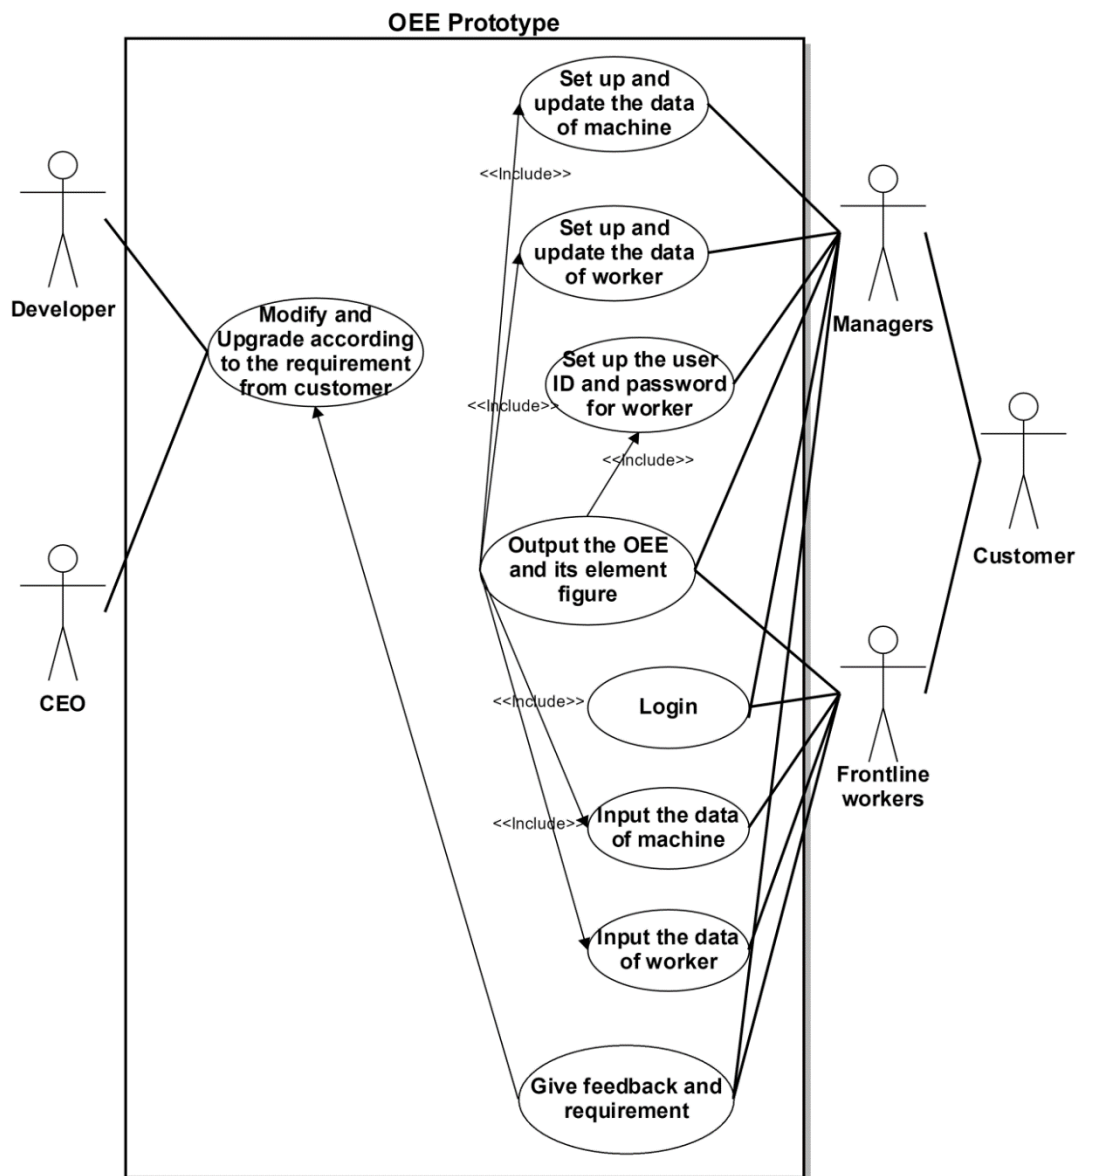 OEE Prototype
Set up and
update the data
of machine
<<Include>>
Set up and
update the data
of worker
Developer
Managers
Modify and
Upgrade according
to the requirement
from customer
Set up the user
ID and password
for worker
<<Include>>
<<Include>>
Output the OEE
and its element
figure
Customer
CEO
<<Include>>
Login
Frontline
workers
<<Include>>
Input the data
of machine
Input the data
of worker
Give feedback and
requirement